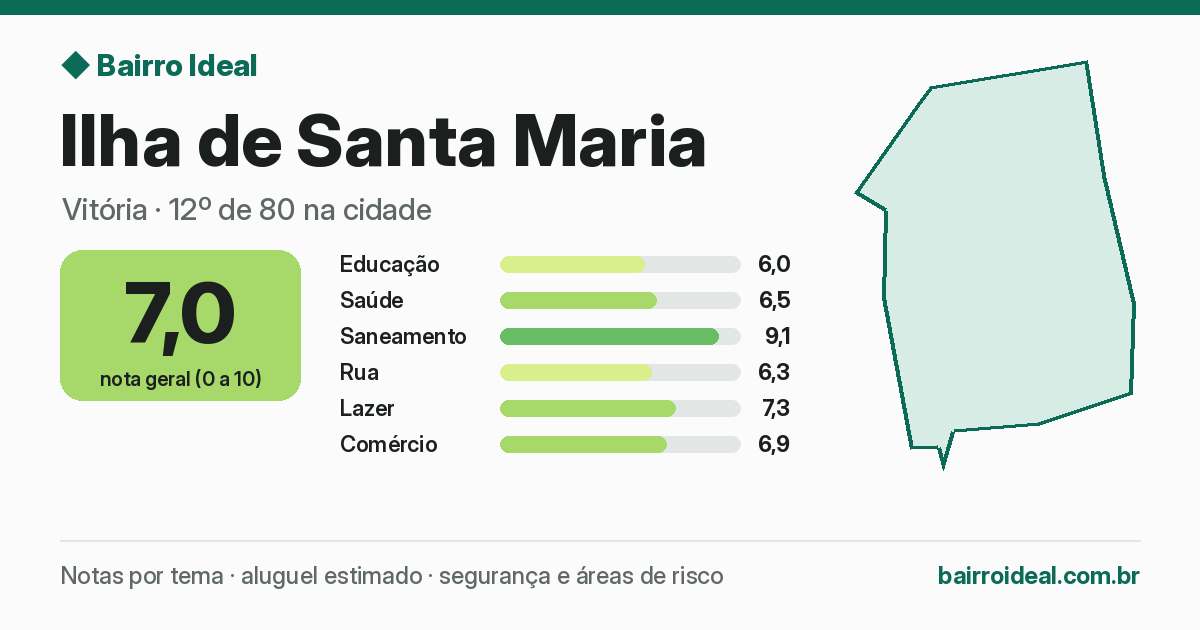 Bairro Ideal
Ilha de Santa Maria
Vitória · 12º de 80 na cidade
7,0
nota geral (0 a 10)
Educação 6,0
Saúde 6,5
Saneamento 9,1
Rua 6,3
Lazer 7,3
Comércio 6,9
Notas por tema · aluguel estimado · segurança e áreas de risco
bairroideal.com.br